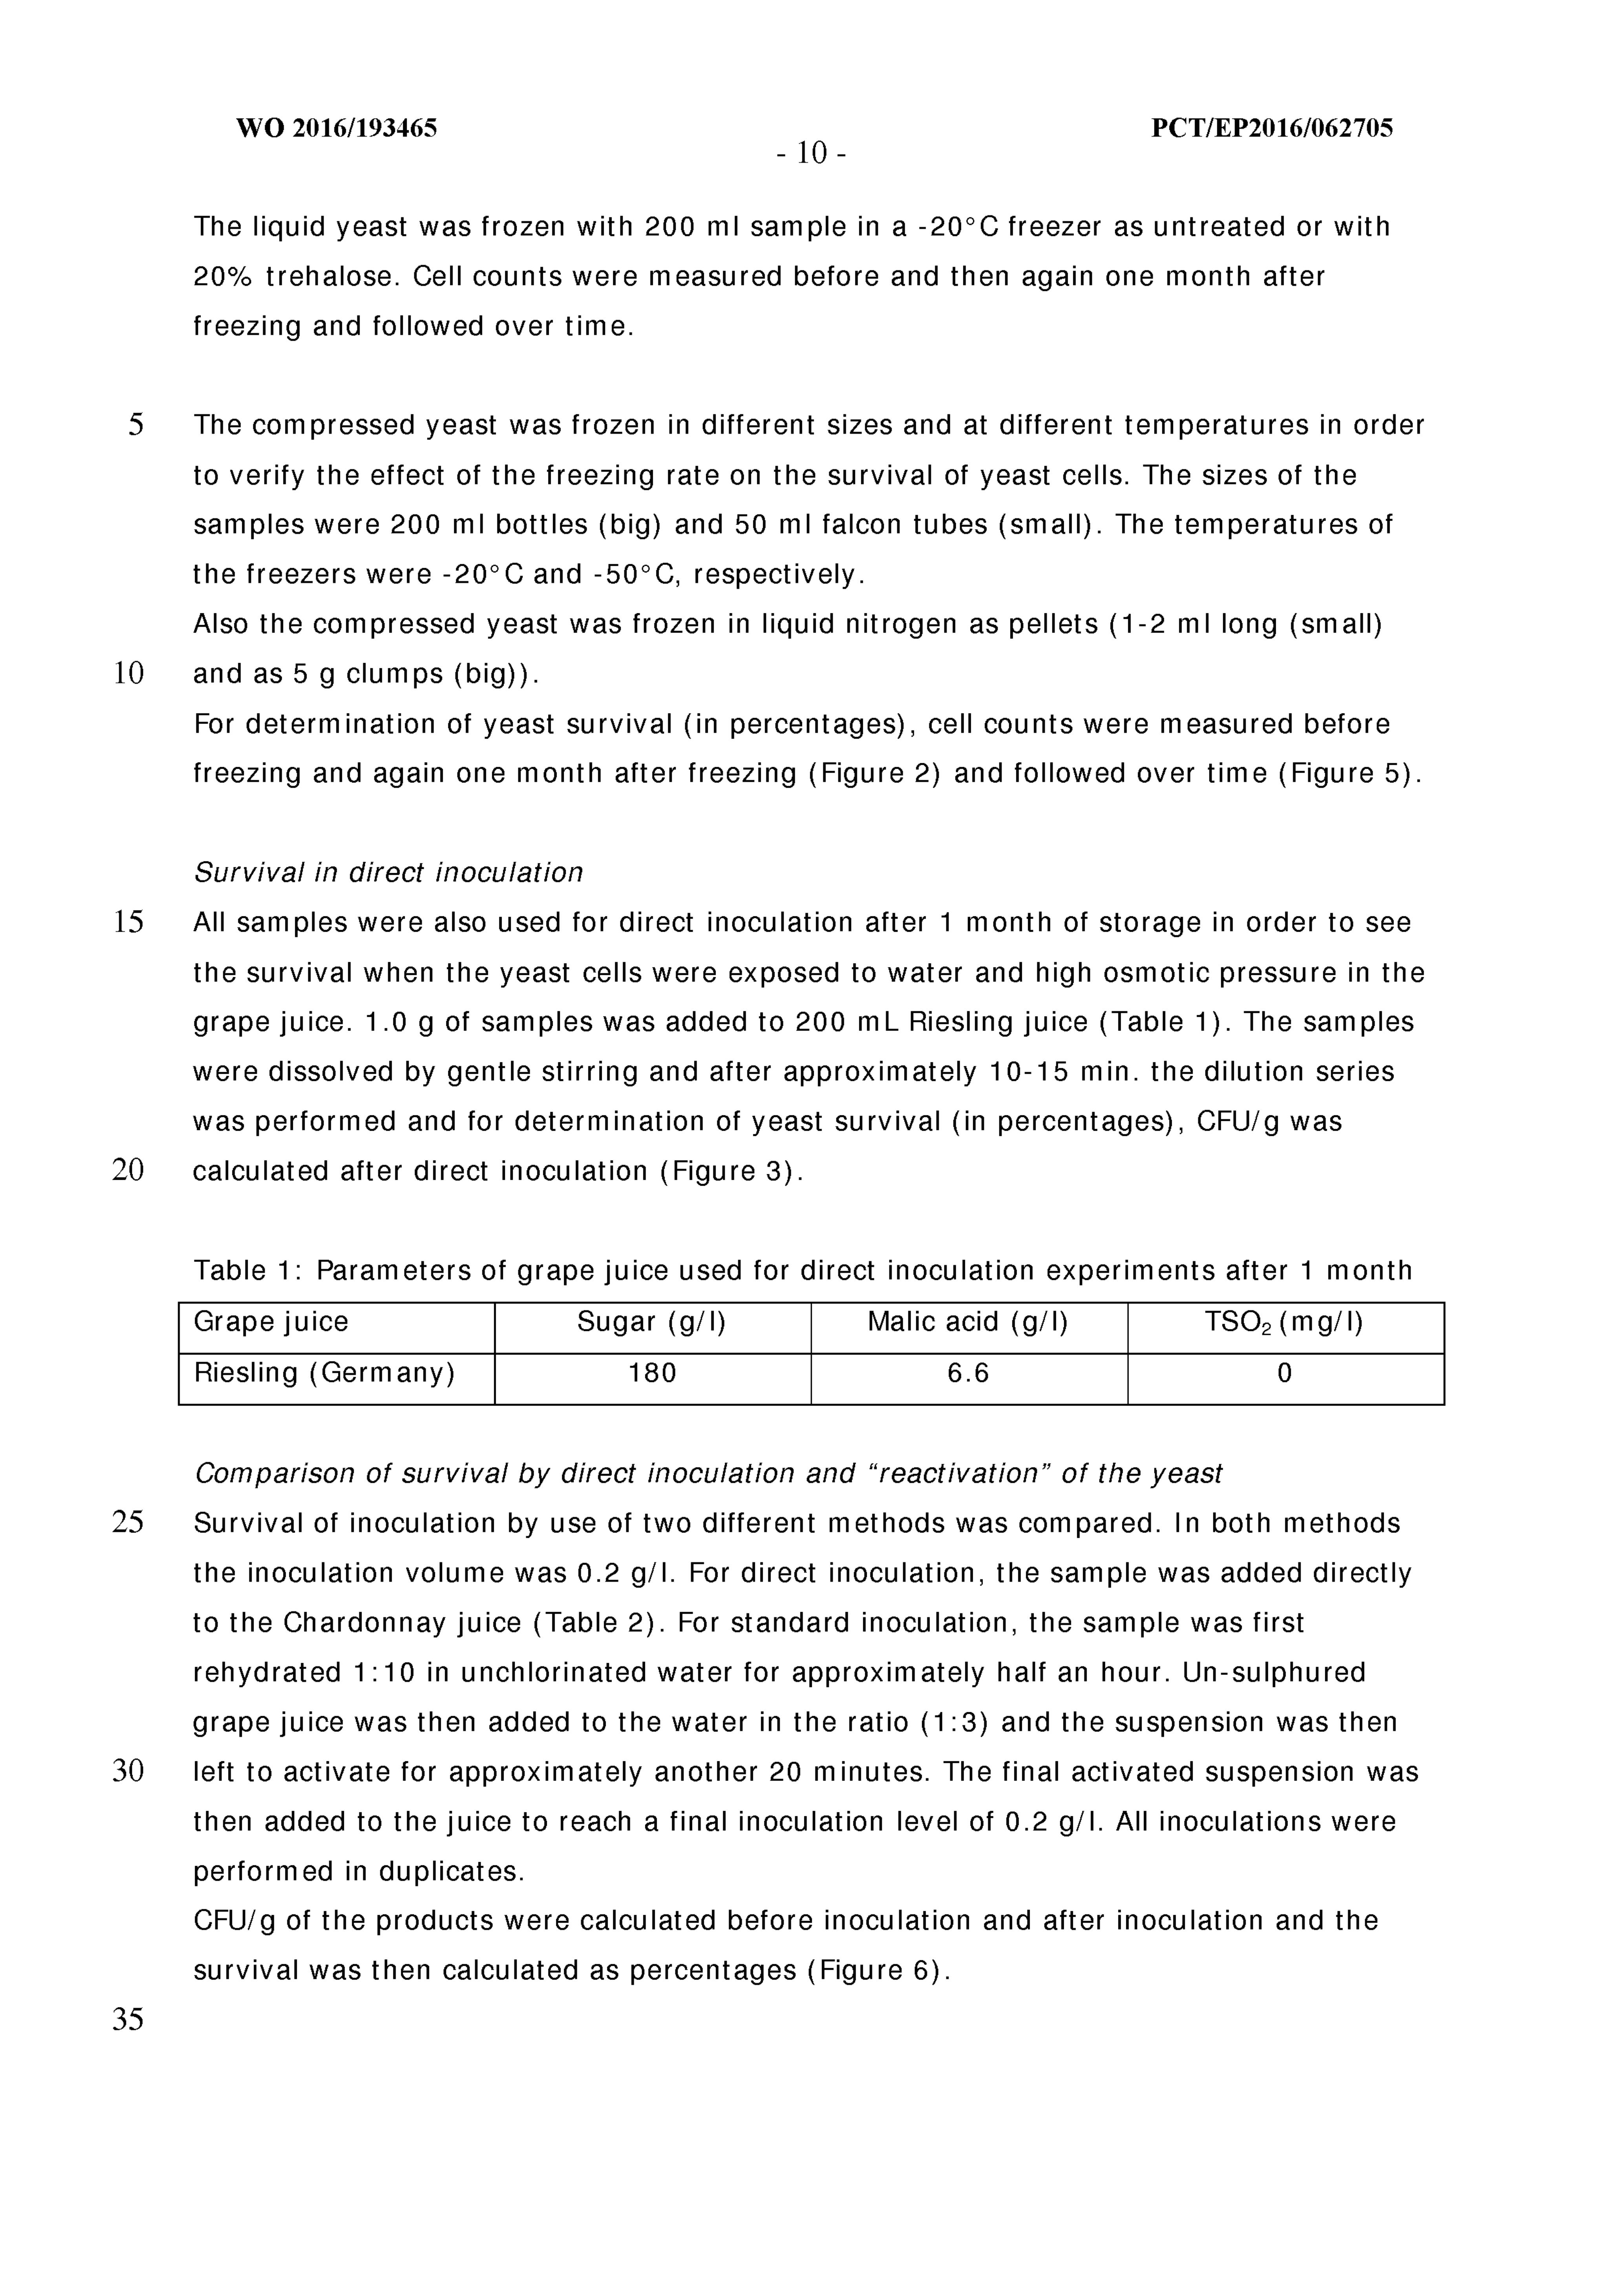 WO 2016/193465 PCT/EP2016/062705
- 10 -
The liquid yeast was frozen with 200 ml sample in a -20°C freezer as untreated or with
20% trehalose. Cell counts were measured before and then again one month after
freezing and followed over time.
5 The compressed yeast was frozen in different sizes and at different temperatures in order
to verify the effect of the freezing rate on the survival of yeast cells. The sizes of the
samples were 200 ml bottles (big) and 50 ml falcon tubes (small). The temperatures of
the freezers were -20°C and -50°C, respectively.
Also the compressed yeast was frozen in liquid nitrogen as pellets (1-2 ml long (small)
10 and as 5 g clumps (big)).
For determination of yeast survival (in percentages), cell counts were measured before
freezing and again one month after freezing (Figure 2) and followed over time (Figure 5).
Survival in direct inoculation
15 All samples were also used for direct inoculation after 1 month of storage in order to see
the survival when the yeast cells were exposed to water and high osmotic pressure in the
grape juice. 1.0 g of samples was added to 200 mL Riesling juice (Table 1). The samples
were dissolved by gentle stirring and after approximately 10-15 min. the dilution series
was performed and for determination of yeast survival (in percentages), CFU/g was
20 calculated after direct inoculation (Figure 3).
Table 1: Parameters of grape juice used for direct inoculation experiments after 1 month
Grape juice Sugar (g/l) Malic acid (g/l) TSO₂ (mg/l)
Riesling (Germany) 180 6.6 0
Comparison of survival by direct inoculation and “reactivation” of the yeast
25 Survival of inoculation by use of two different methods was compared. In both methods
the inoculation volume was 0.2 g/l. For direct inoculation, the sample was added directly
to the Chardonnay juice (Table 2). For standard inoculation, the sample was first
rehydrated 1:10 in unchlorinated water for approximately half an hour. Un-sulphured
grape juice was then added to the water in the ratio (1:3) and the suspension was then
30 left to activate for approximately another 20 minutes. The final activated suspension was
then added to the juice to reach a final inoculation level of 0.2 g/l. All inoculations were
performed in duplicates.
CFU/g of the products were calculated before inoculation and after inoculation and the
survival was then calculated as percentages (Figure 6).
35